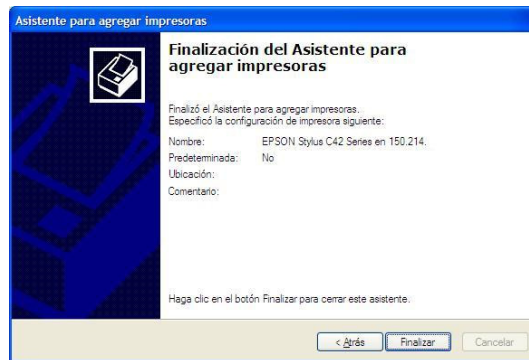 Asistente para agregar impresoras
Finalización del Asistente para
agregar impresoras
Finalizó el Asistente para agregar impresoras.
Especificó la configuración de impresora siguiente:
Nombre: EPSON Stylus C42 Series en 150.214.
Predeterminada: No
Ubicación:
Comentario:
Haga clic en el botón Finalizar para cerrar este asistente.
< Atrás Finalizar Cancelar